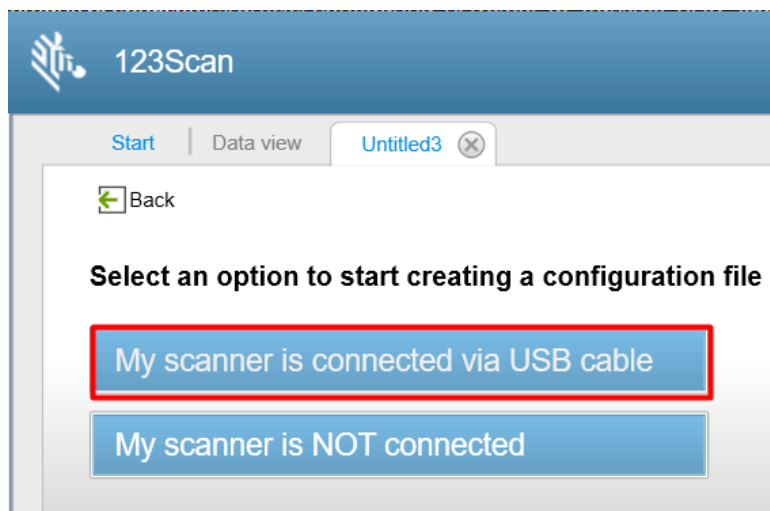 123Scan
Start | Data view Untitled3
Back
Select an option to start creating a configuration file
My scanner is connected via USB cable
My scanner is NOT connected